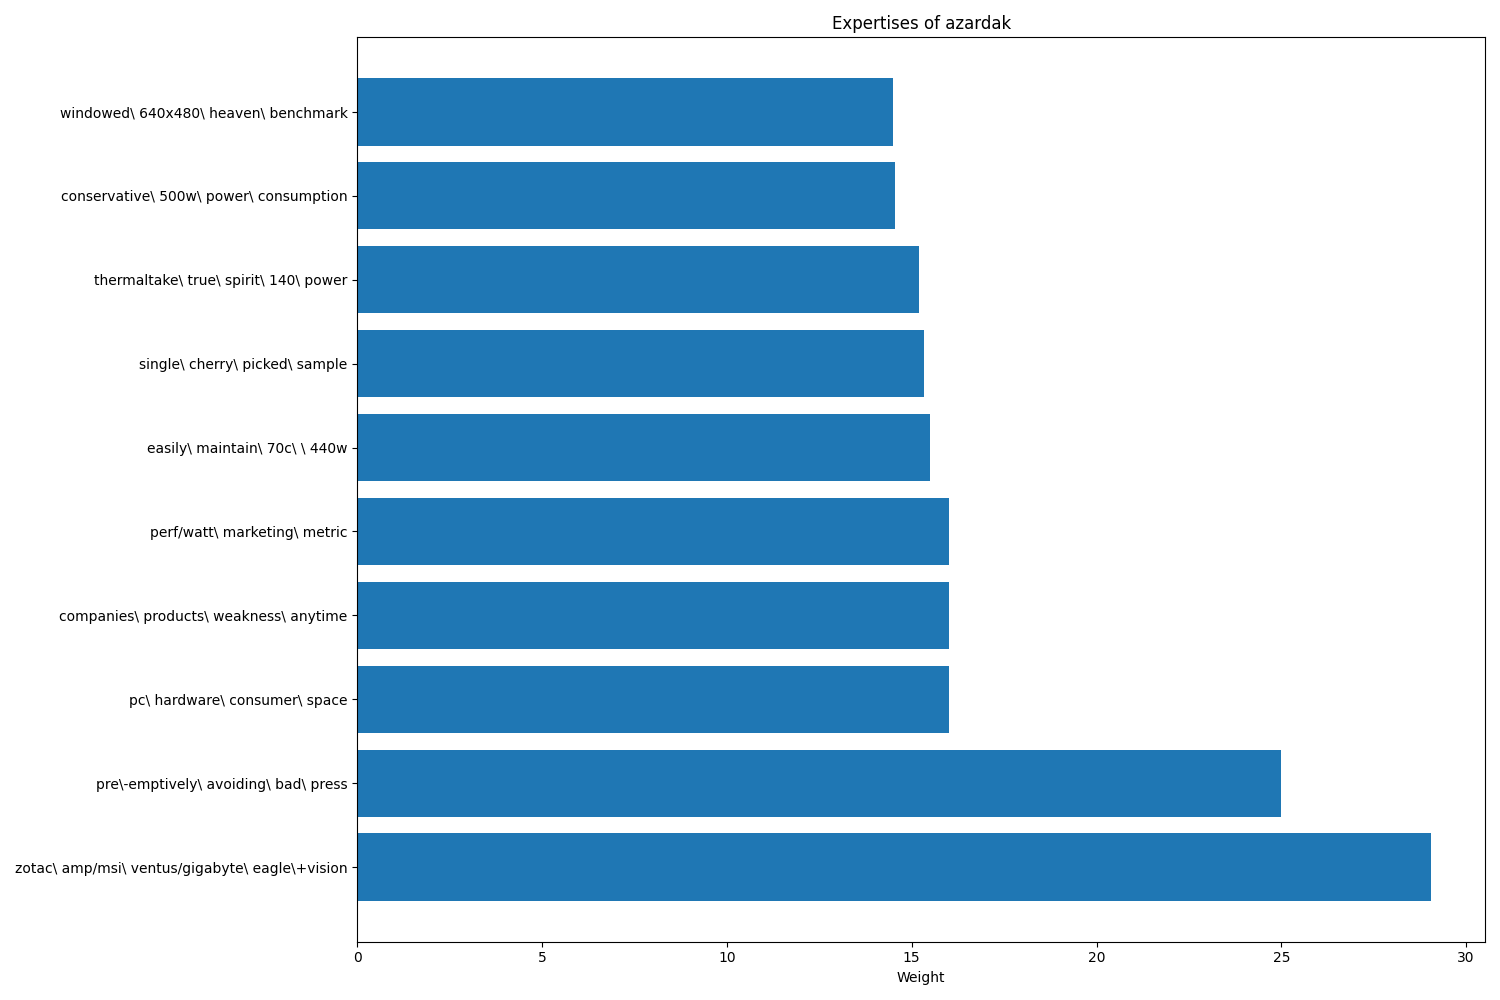 Expertises of azardak
windowed\ 640x480\ heaven\ benchmark
conservative\ 500w\ power\ consumption
thermaltake\ true\ spirit\ 140\ power
single\ cherry\ picked\ sample
easily\ maintain\ 70c\ \ 440w
perf/watt\ marketing\ metric
companies\ products\ weakness\ anytime
pc\ hardware\ consumer\ space
pre\-emptively\ avoiding\ bad\ press
zotac\ amp/msi\ ventus/gigabyte\ eagle\+vision
0 5 10 15 20 25 30
Weight